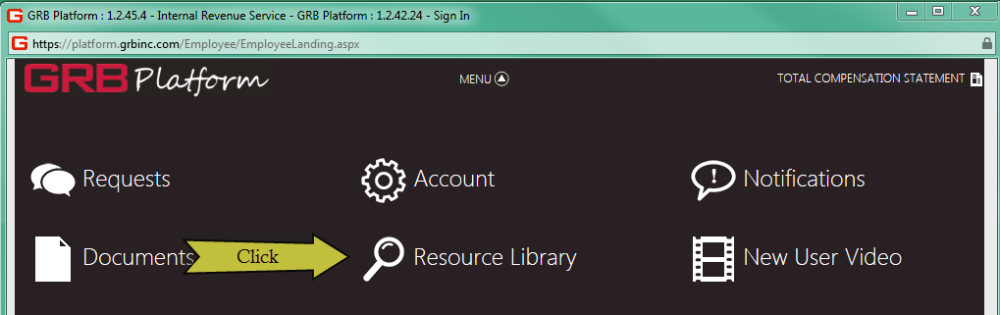 GRB Platform : 1.2.45.4 - Internal Revenue Service - GRB Platform : 1.2.42.24 - Sign In
https://platform.grbinc.com/Employee/EmployeeLanding.aspx
GRB Platform MENU TOTAL COMPENSATION STATEMENT
Requests Account Notifications
Documents Click Resource Library New User Video